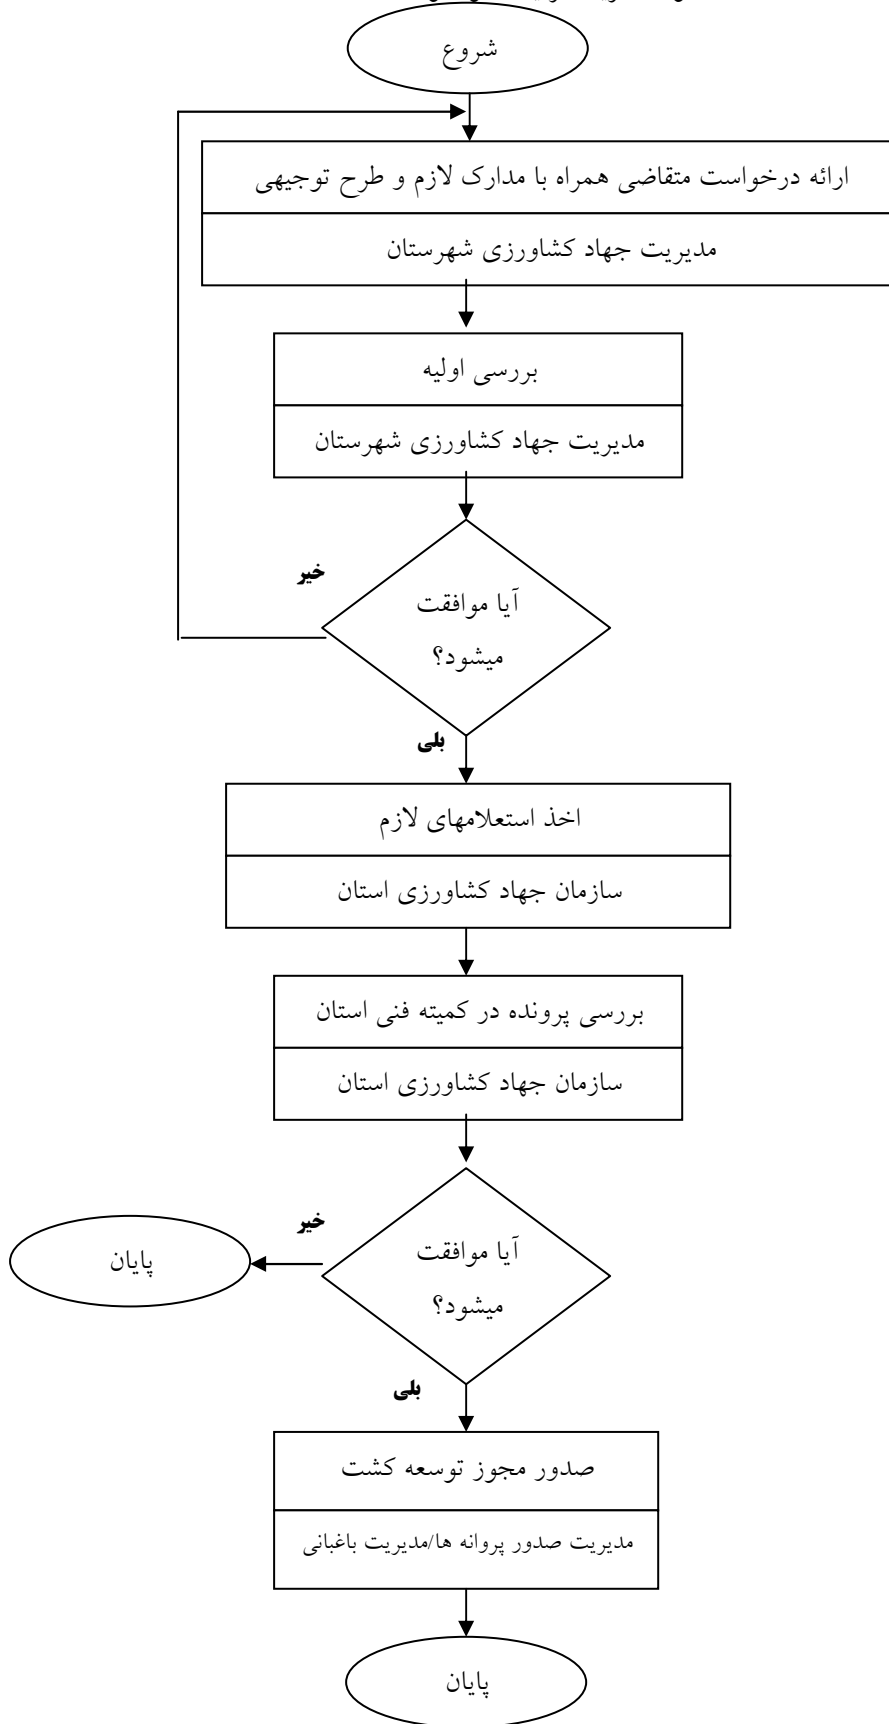 شروع
ارائه درخواست متقاضی همراه با مدارک لازم و طرح توجیهی
مدیریت جهاد کشاورزی شهرستان
بررسی اولیه
مدیریت جهاد کشاورزی شهرستان
خیر
آیا موافقت
میشود؟
بلی
اخذ استعلامهای لازم
سازمان جهاد کشاورزی استان
بررسی پرونده در کمیته فنی استان
سازمان جهاد کشاورزی استان
خیر
آیا موافقت
میشود؟
پایان
بلی
صدور مجوز توسعه کشت
مدیریت صدور پروانه ها/مدیریت باغبانی
پایان